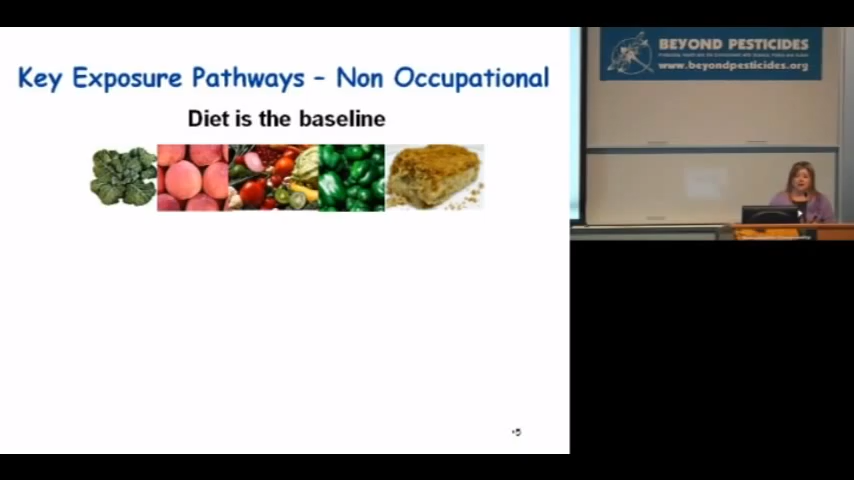 Key Exposure Pathways – Non Occupational
Diet is the baseline
BEYOND PESTICIDES
www.beyondpesticides.org